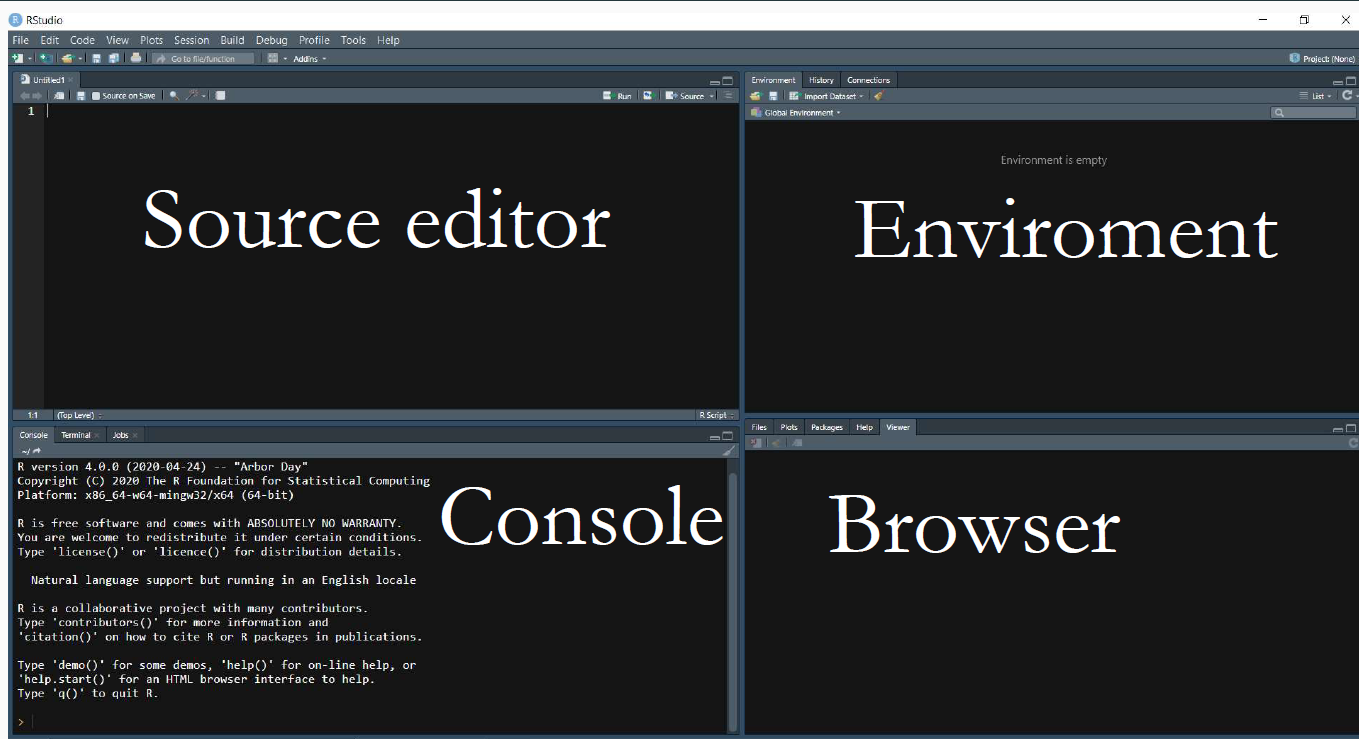 RStudio
File Edit Code View Plots Session Build Debug Profile Tools Help
Go to file/function Addins Project: (None)
Untitled1
Source on Save Run Source
1
Source editor
1:1 (Top Level) R Script
Environment History Connections
Import Dataset List
Global Environment
Environment is empty
Enviroment
Console Terminal Jobs
~/
R version 4.0.0 (2020-04-24) -- "Arbor Day"
Copyright (C) 2020 The R Foundation for Statistical Computing
Platform: x86_64-w64-mingw32/x64 (64-bit)
R is free software and comes with ABSOLUTELY NO WARRANTY.
You are welcome to redistribute it under certain conditions.
Type 'license()' or 'licence()' for distribution details.
Natural language support but running in an English locale
R is a collaborative project with many contributors.
Type 'contributors()' for more information and
'citation()' on how to cite R or R packages in publications.
Type 'demo()' for some demos, 'help()' for on-line help, or
'help.start()' for an HTML browser interface to help.
Type 'q()' to quit R.
>
Console
Files Plots Packages Help Viewer
Browser